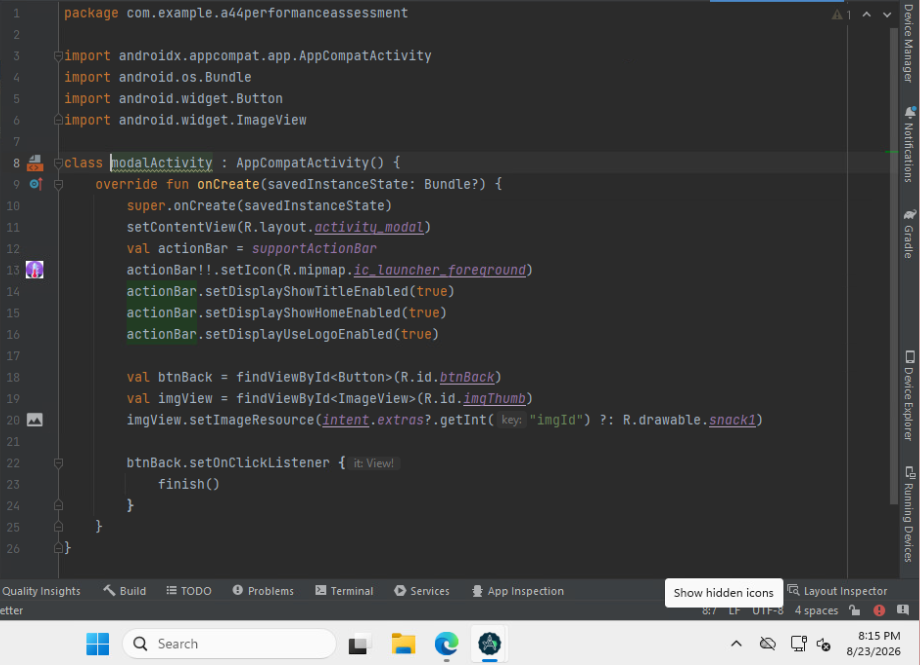 1 package com.example.a44performanceassessment
1
2
3 import androidx.appcompat.app.AppCompatActivity
4 import android.os.Bundle
5 import android.widget.Button
6 import android.widget.ImageView
7
8 class modalActivity : AppCompatActivity() {
9 override fun onCreate(savedInstanceState: Bundle?) {
10 super.onCreate(savedInstanceState)
11 setContentView(R.layout.activity_modal)
12 val actionBar = supportActionBar
13 actionBar!!.setIcon(R.mipmap.ic_launcher_foreground)
14 actionBar.setDisplayShowTitleEnabled(true)
15 actionBar.setDisplayShowHomeEnabled(true)
16 actionBar.setDisplayUseLogoEnabled(true)
17
18 val btnBack = findViewById<Button>(R.id.btnBack)
19 val imgView = findViewById<ImageView>(R.id.imgThumb)
20 imgView.setImageResource(intent.extras?.getInt( key: "imgId") ?: R.drawable.snack1)
21
22 btnBack.setOnClickListener { it: View!
23 finish()
24 }
25 }
26 }
Device Manager
Notifications
Gradle
Device Explorer
Running Devices
Quality Insights Build TODO Problems Terminal Services App Inspection Layout Inspector
Show hidden icons
etter 8:7 LF UTF-8 4 spaces
Search
8:15 PM
8/23/2026